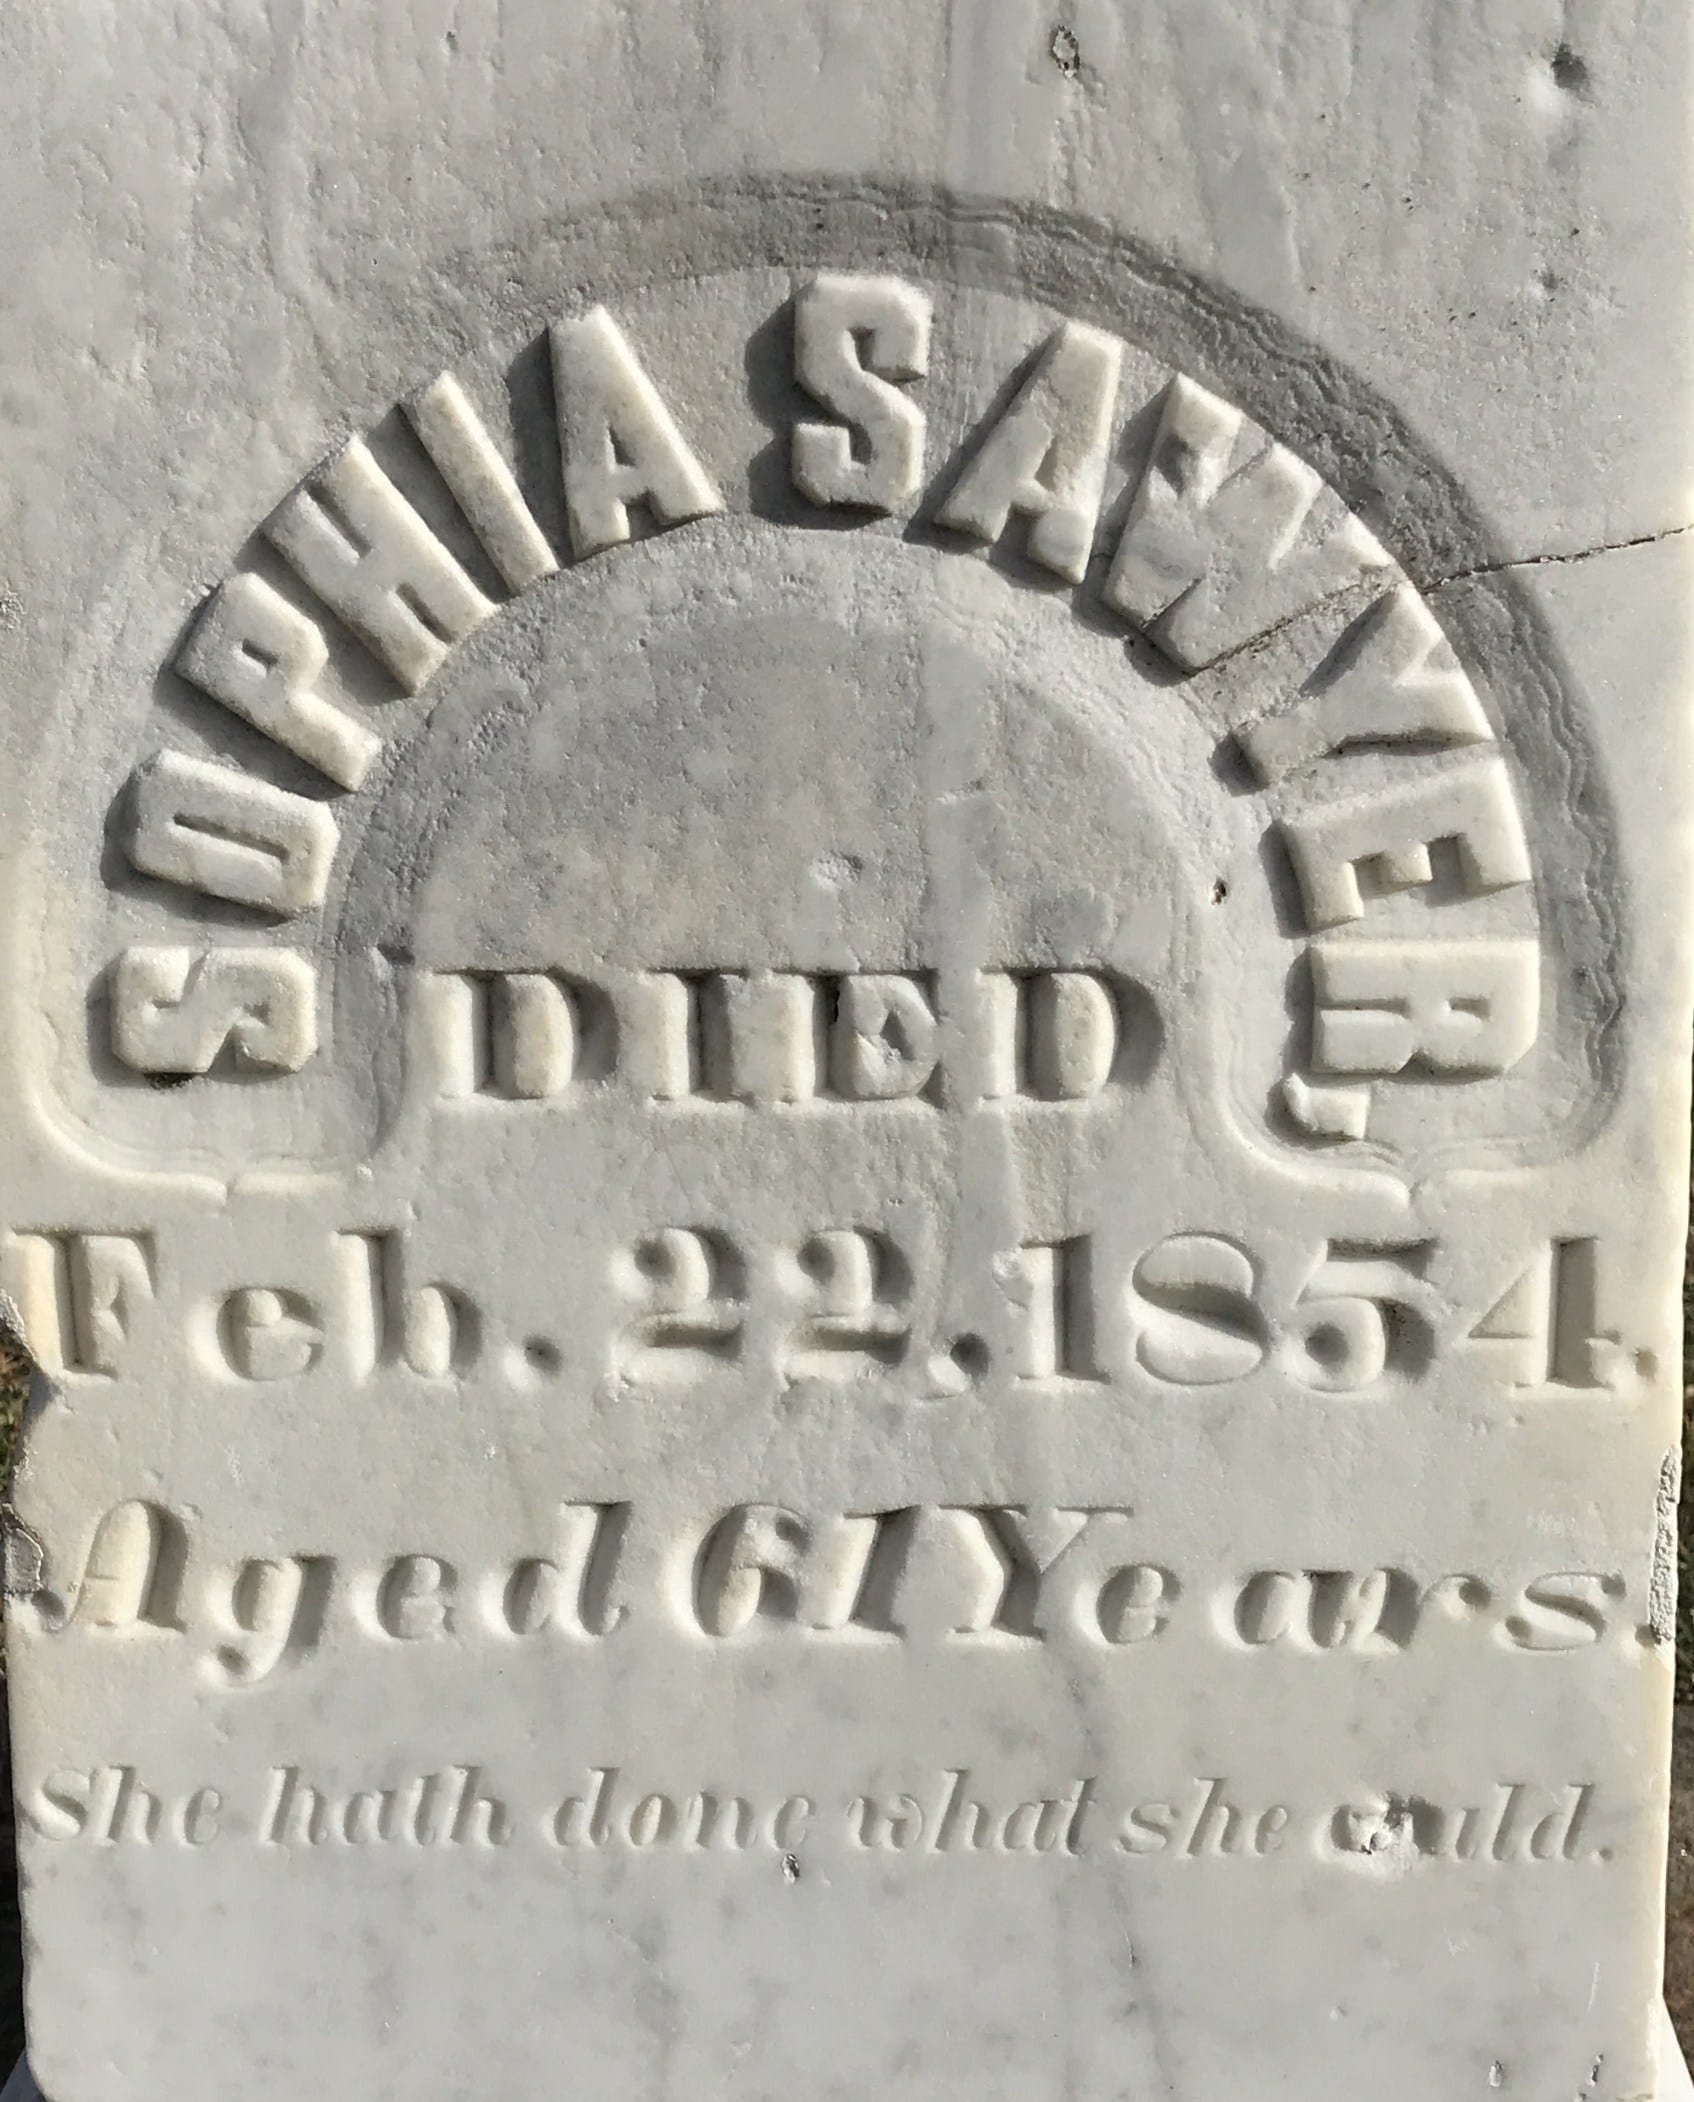 SOPHIA SAWYER,
DIED
Feb. 22, 1854.
Aged 61 Years.
She hath done what she could.